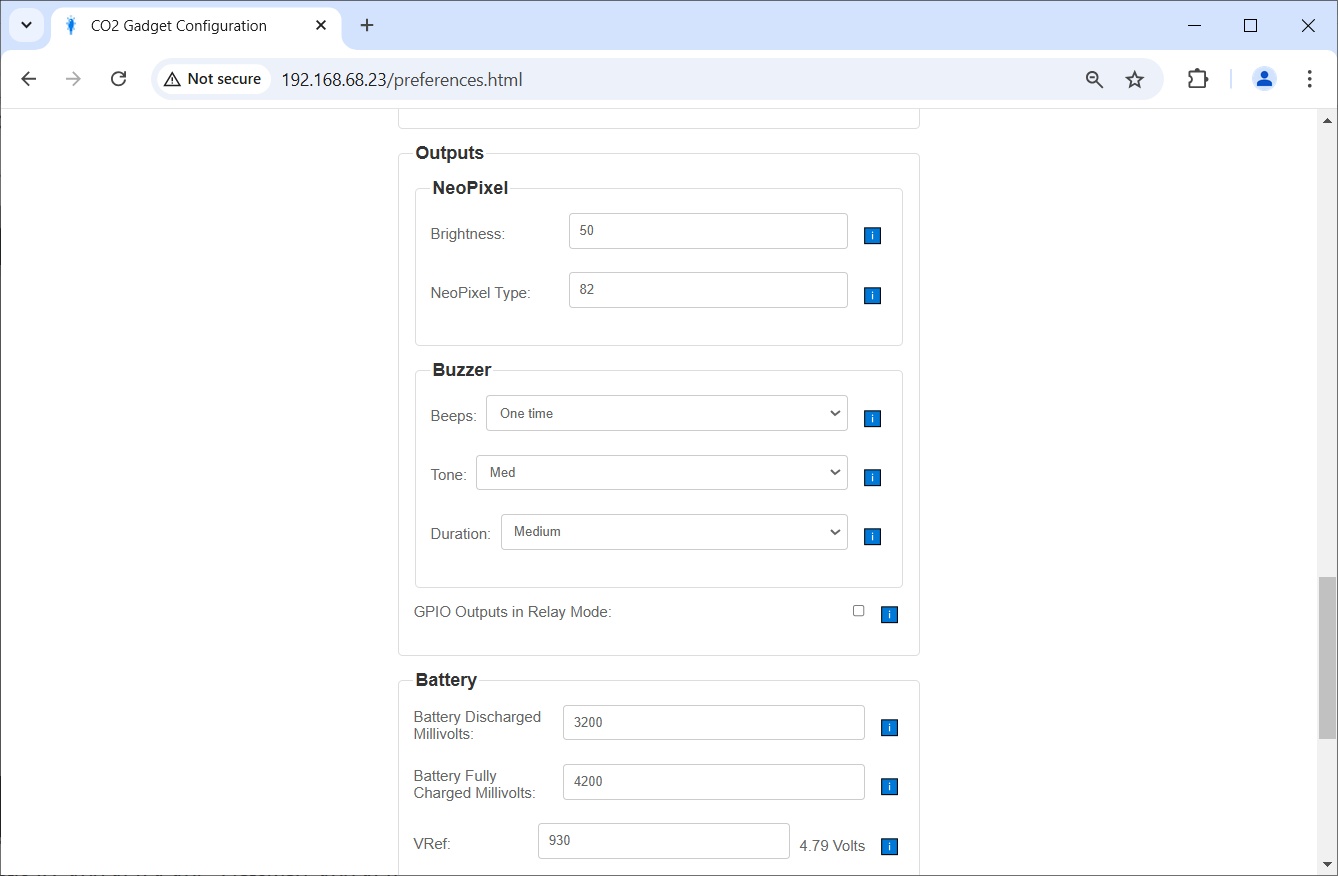 CO2 Gadget Configuration
Not secure
192.168.68.23/preferences.html
Outputs
NeoPixel
Brightness:
50
i
NeoPixel Type:
82
i
Buzzer
Beeps:
One time
i
Tone:
Med
i
Duration:
Medium
i
GPIO Outputs in Relay Mode:
i
Battery
Battery Discharged
Millivolts:
3200
i
Battery Fully
Charged Millivolts:
4200
i
VRef:
930
4.79 Volts
i